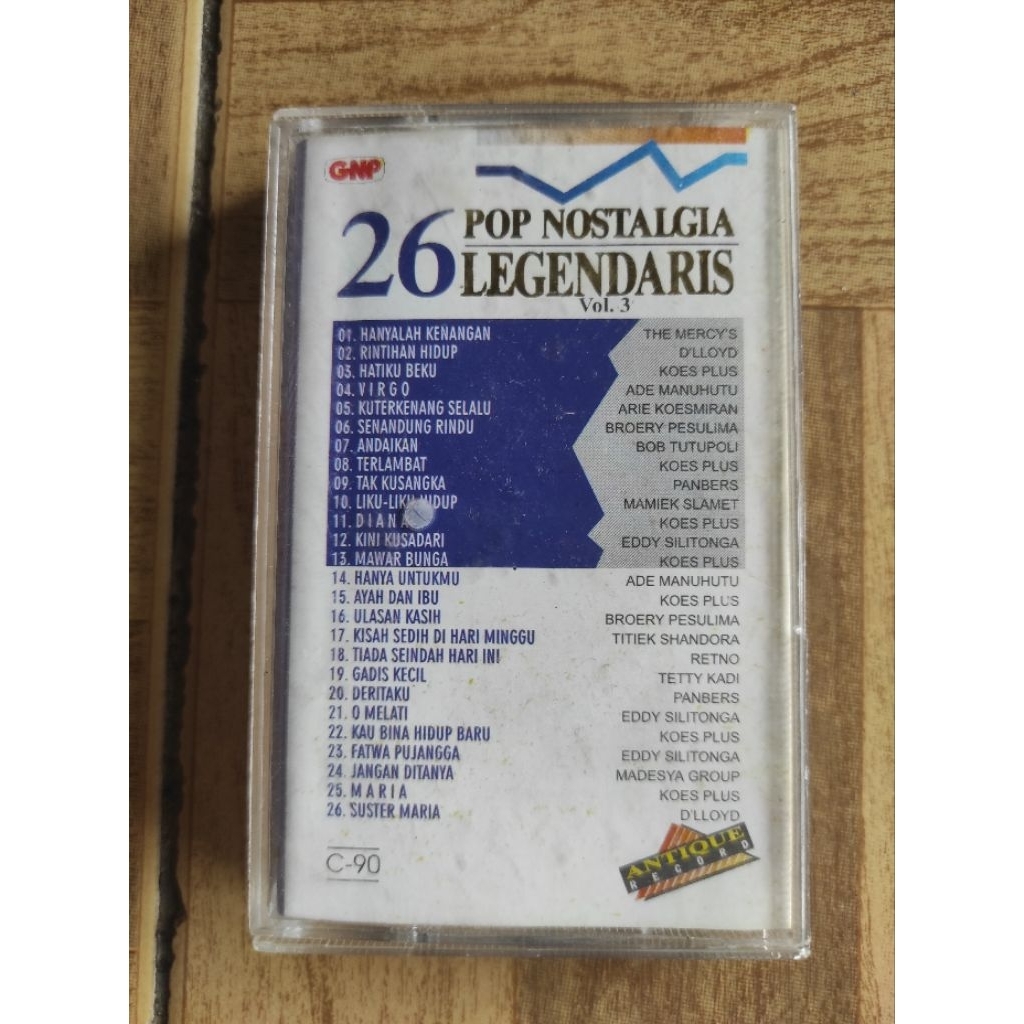 GNP
26 POP NOSTALGIA
LEGENDARIS
Vol. 3
01. HANYALAH KENANGAN THE MERCY'S
02. RINTIHAN HIDUP D'LLOYD
03. HATIKU BEKU KOES PLUS
04. V I R G O ADE MANUHUTU
05. KUTERKENANG SELALU ARIE KOESMIRAN
06. SENANDUNG RINDU BROERY PESULIMA
07. ANDAIKAN BOB TUTUPOLI
08. TERLAMBAT KOES PLUS
09. TAK KUSANGKA PANBERS
10. LIKU-LIKU HIDUP MAMIEK SLAMET
11. D I A N A KOES PLUS
12. KINI KUSADARI EDDY SILITONGA
13. MAWAR BUNGA KOES PLUS
14. HANYA UNTUKMU ADE MANUHUTU
15. AYAH DAN IBU KOES PLUS
16. ULASAN KASIH BROERY PESULIMA
17. KISAH SEDIH DI HARI MINGGU TITIEK SHANDORA
18. TIADA SEINDAH HARI INI RETNO
19. GADIS KECIL TETTY KADI
20. DERITAKU PANBERS
21. O MELATI EDDY SILITONGA
22. KAU BINA HIDUP BARU KOES PLUS
23. FATWA PUJANGGA EDDY SILITONGA
24. JANGAN DITANYA MADESYA GROUP
25. M A R I A KOES PLUS
26. SUSTER MARIA D'LLOYD
C-90
ANTIQUE
RECORD